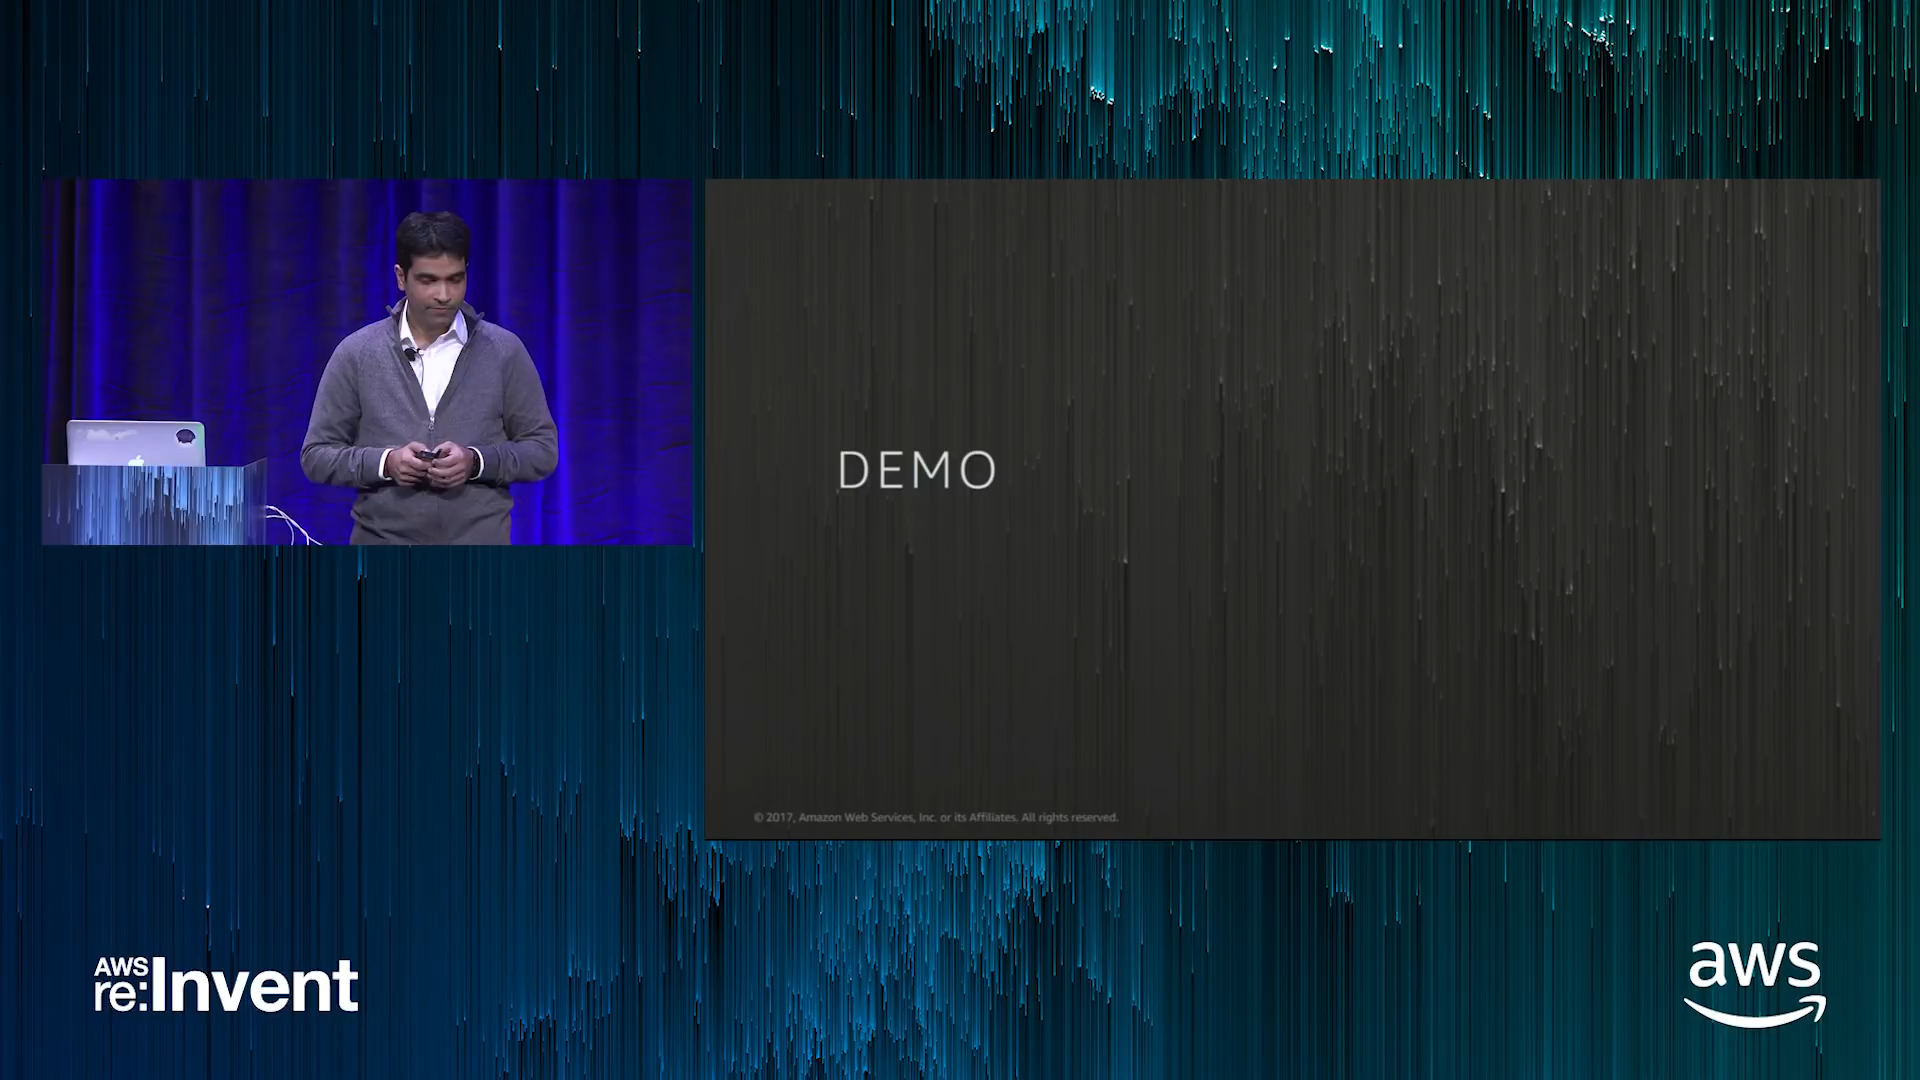 DEMO
© 2017, Amazon Web Services, Inc. or its Affiliates. All rights reserved.
AWS
re:Invent
aws